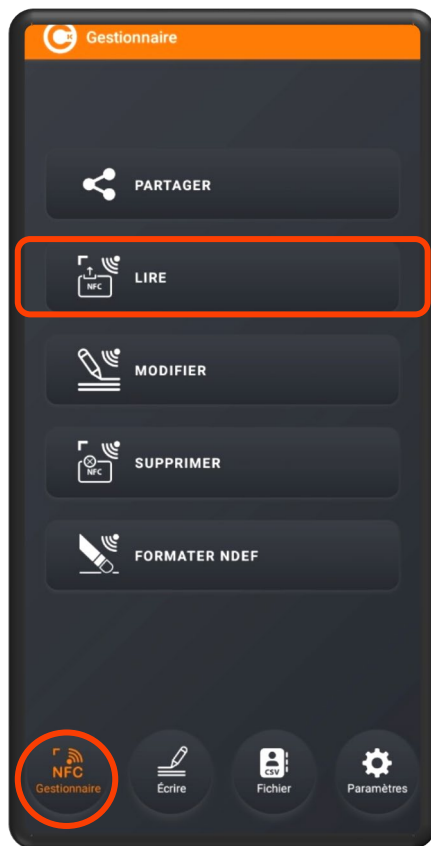 Gestionnaire
PARTAGER
NFC
LIRE
MODIFIER
NFC
SUPPRIMER
FORMATER NDEF
NFC
Gestionnaire
Écrire
CSV
Fichier
Paramètres